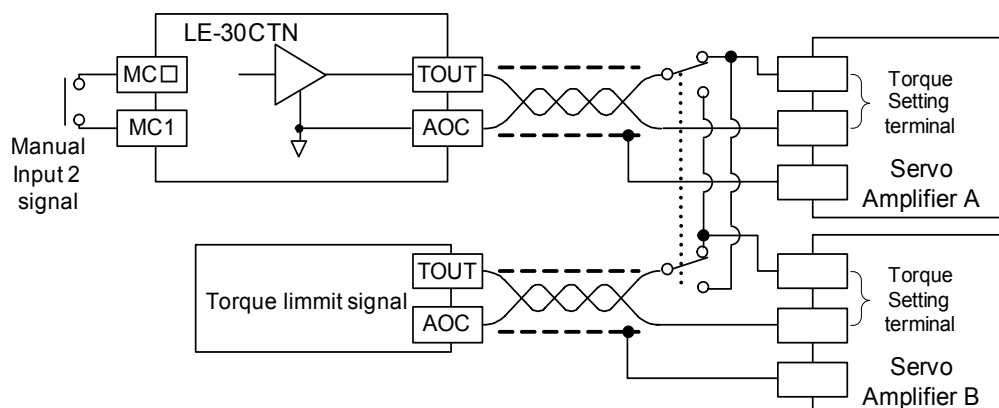 LE-30CTN
MC□
MC1
Manual
Input 2
signal
TOUT
AOC
Torque
Setting
terminal
Servo
Amplifier A
Torque limmit signal
TOUT
AOC
Torque
Setting
terminal
Servo
Amplifier B